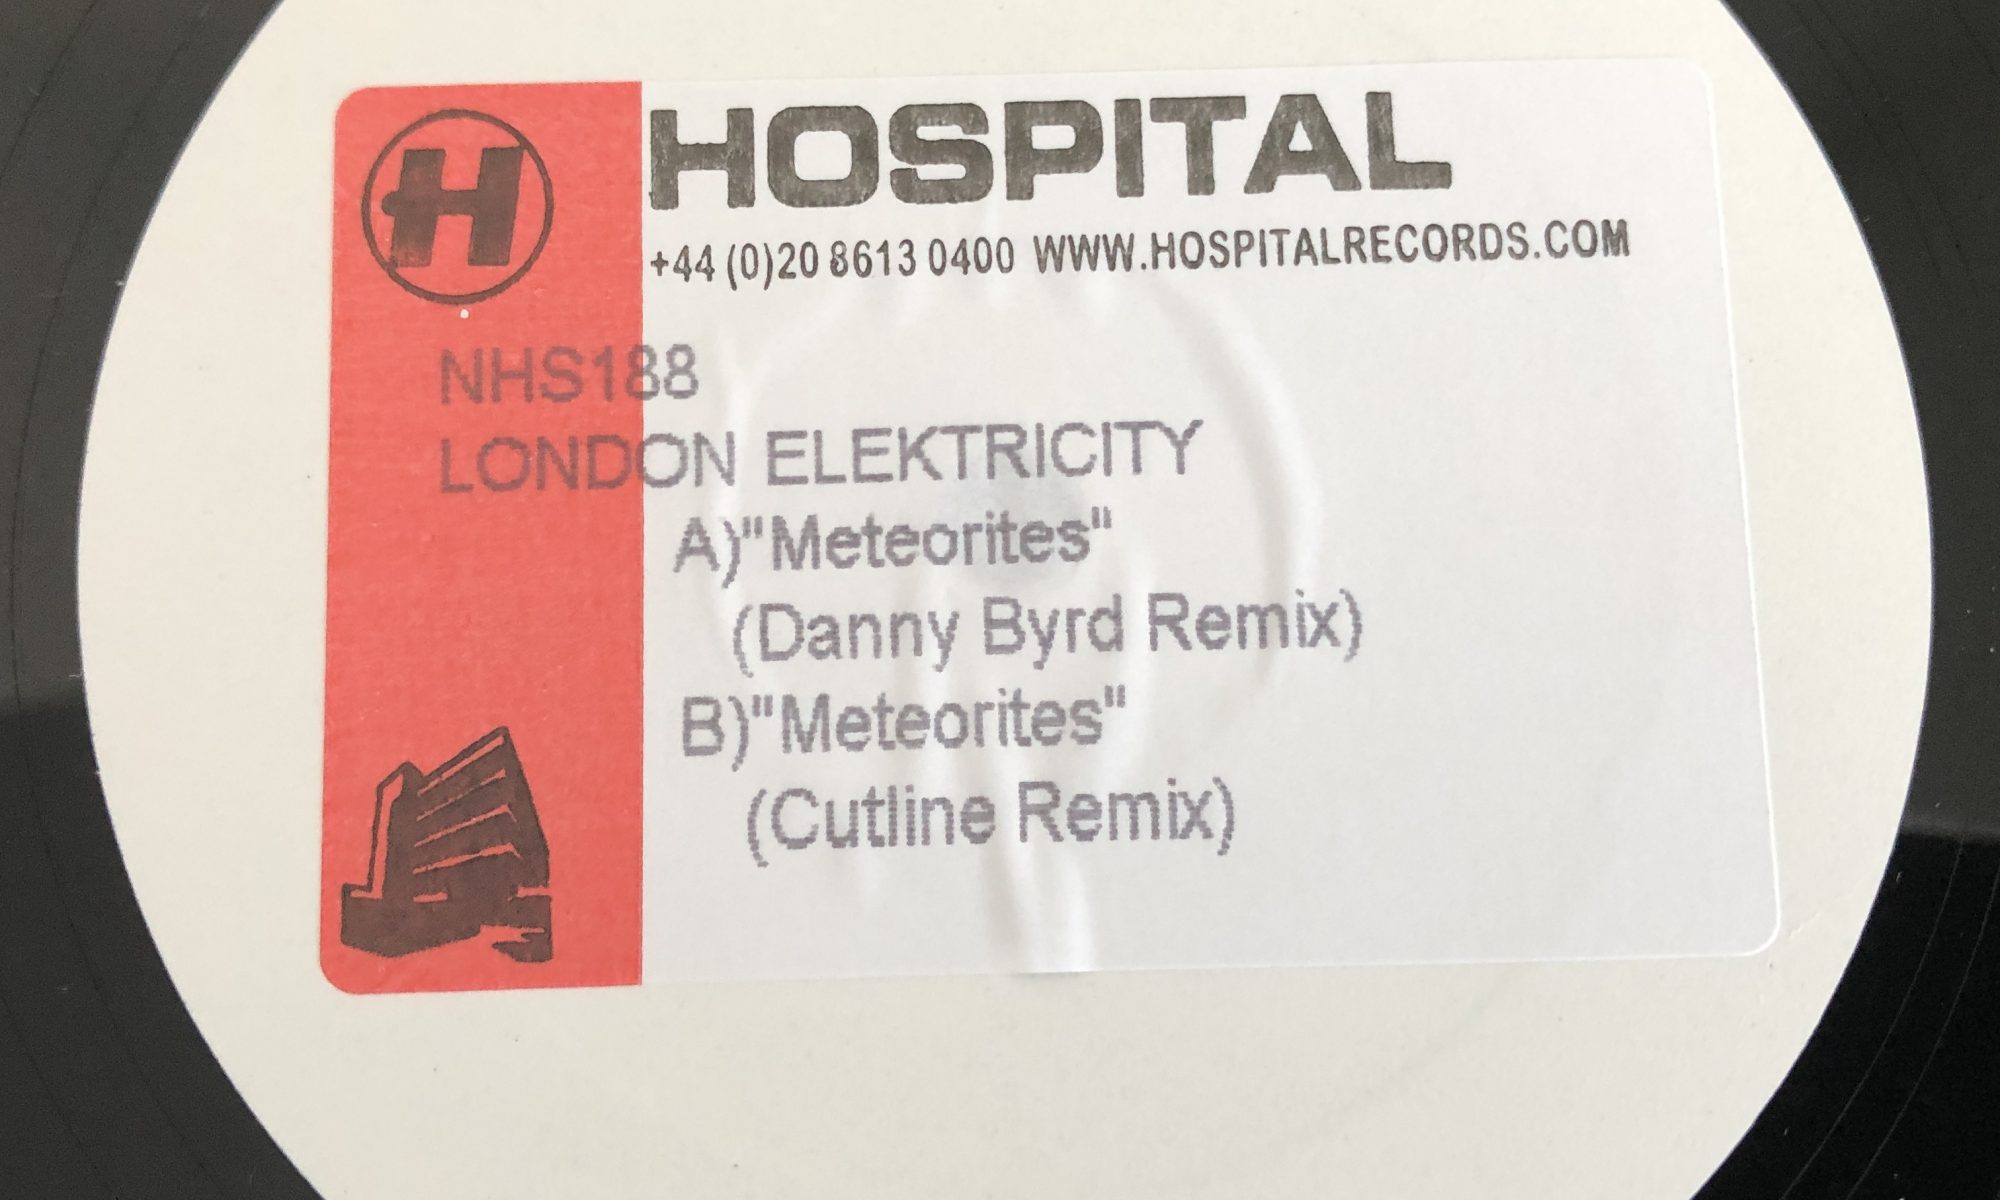 H HOSPITAL
+44 (0)20 8613 0400 WWW.HOSPITALRECORDS.COM
NHS188
LONDON ELEKTRICITY
A)"Meteorites"
(Danny Byrd Remix)
B)"Meteorites"
(Cutline Remix)